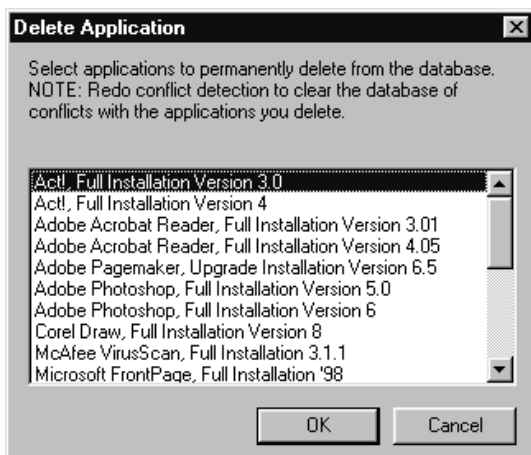 Delete Application
Select applications to permanently delete from the database.
NOTE: Redo conflict detection to clear the database of
conflicts with the applications you delete.
Act!, Full Installation Version 3.0
Act!, Full Installation Version 4
Adobe Acrobat Reader, Full Installation Version 3.01
Adobe Acrobat Reader, Full Installation Version 4.05
Adobe Pagemaker, Upgrade Installation Version 6.5
Adobe Photoshop, Full Installation Version 5.0
Adobe Photoshop, Full Installation Version 6
Corel Draw, Full Installation Version 8
McAfee VirusScan, Full Installation 3.1.1
Microsoft FrontPage, Full Installation '98
OK
Cancel